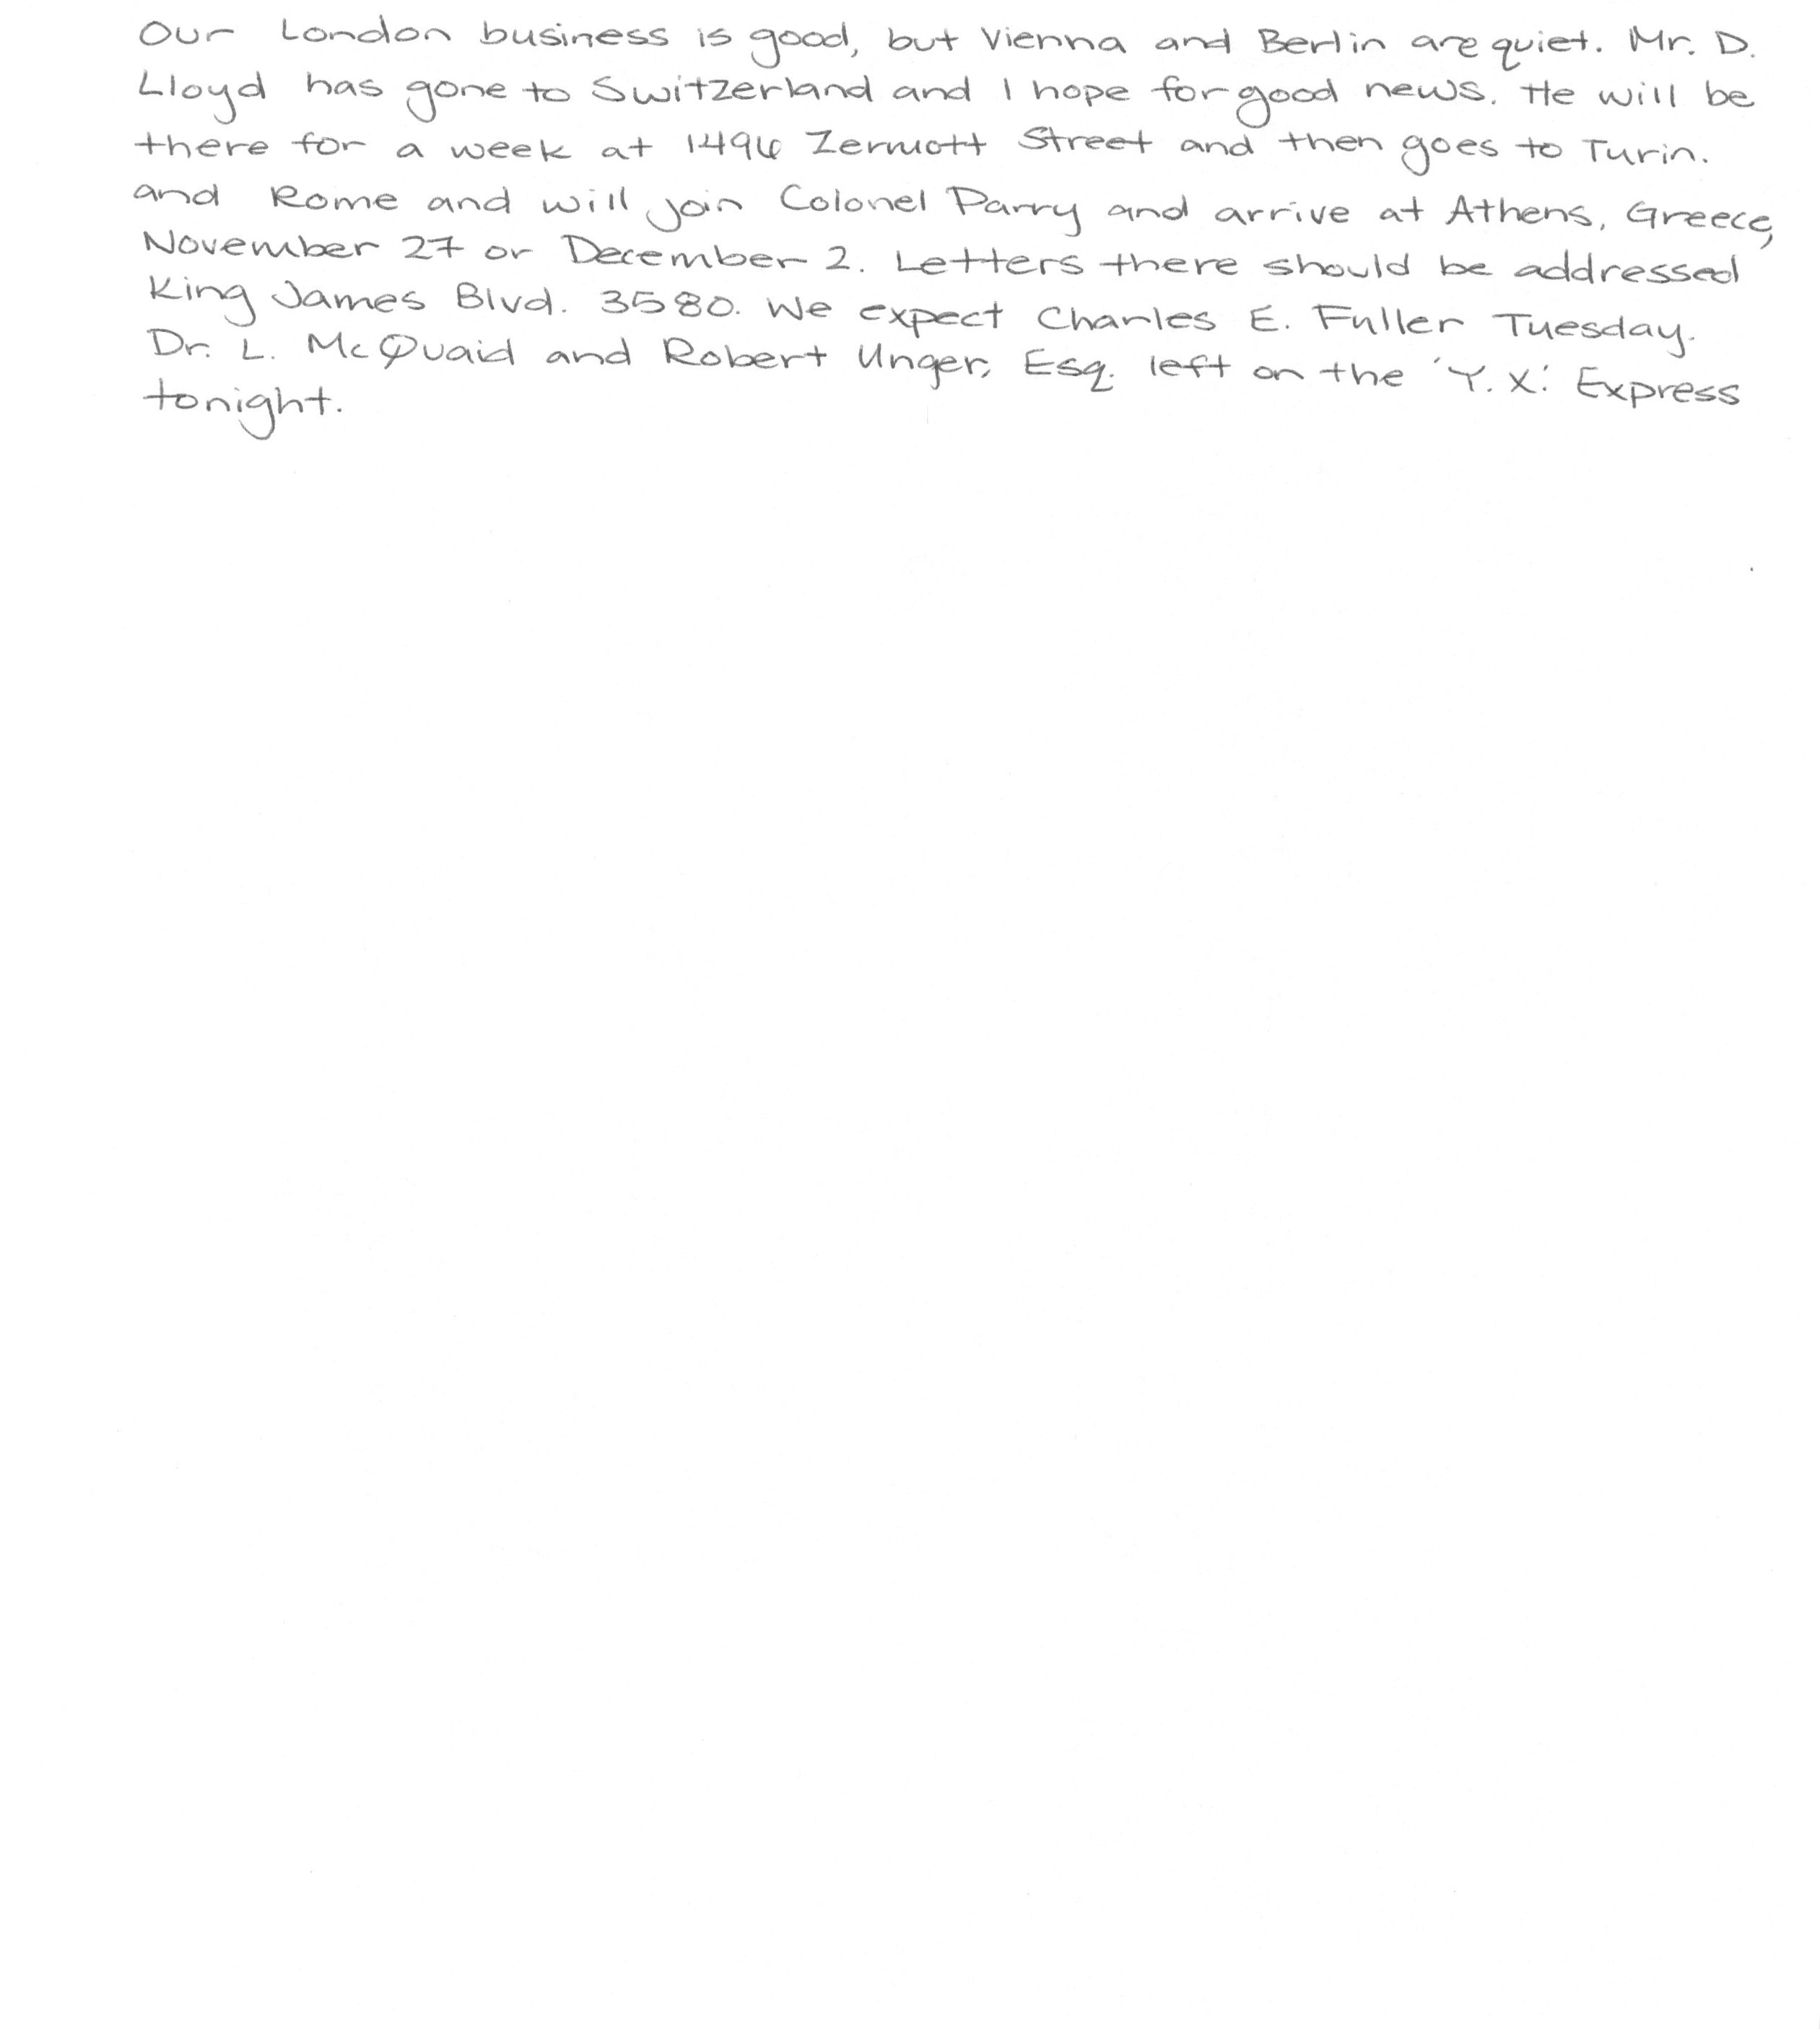 Our London business is good, but Vienna and Berlin are quiet. Mr. D.
Lloyd has gone to Switzerland and I hope for good news. He will be
there for a week at 1496 Zermott Street and then goes to Turin.
and Rome and will join Colonel Parry and arrive at Athens, Greece,
November 27 or December 2. Letters there should be addressed
King James Blvd. 3580. We expect Charles E. Fuller Tuesday.
Dr. L. McQuaid and Robert Unger, Esq. left on the 'Y.X.' Express
tonight.